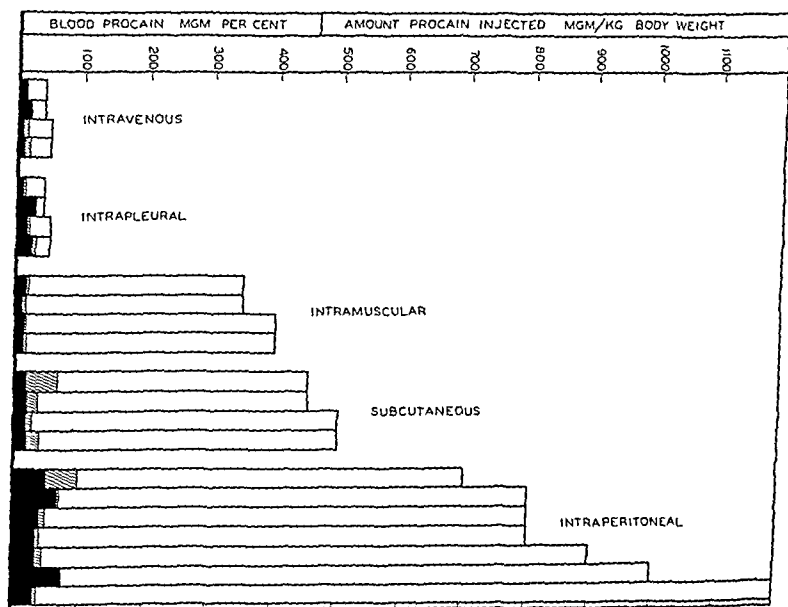 BLOOD PROCAIN MGM PER CENT
AMOUNT PROCAIN INJECTED MGM/KG BODY WEIGHT
100 200 300 400 500 600 700 800 900 1000 1100
INTRAVENOUS
INTRAPLEURAL
INTRAMUSCULAR
SUBCUTANEOUS
INTRAPERITONEAL